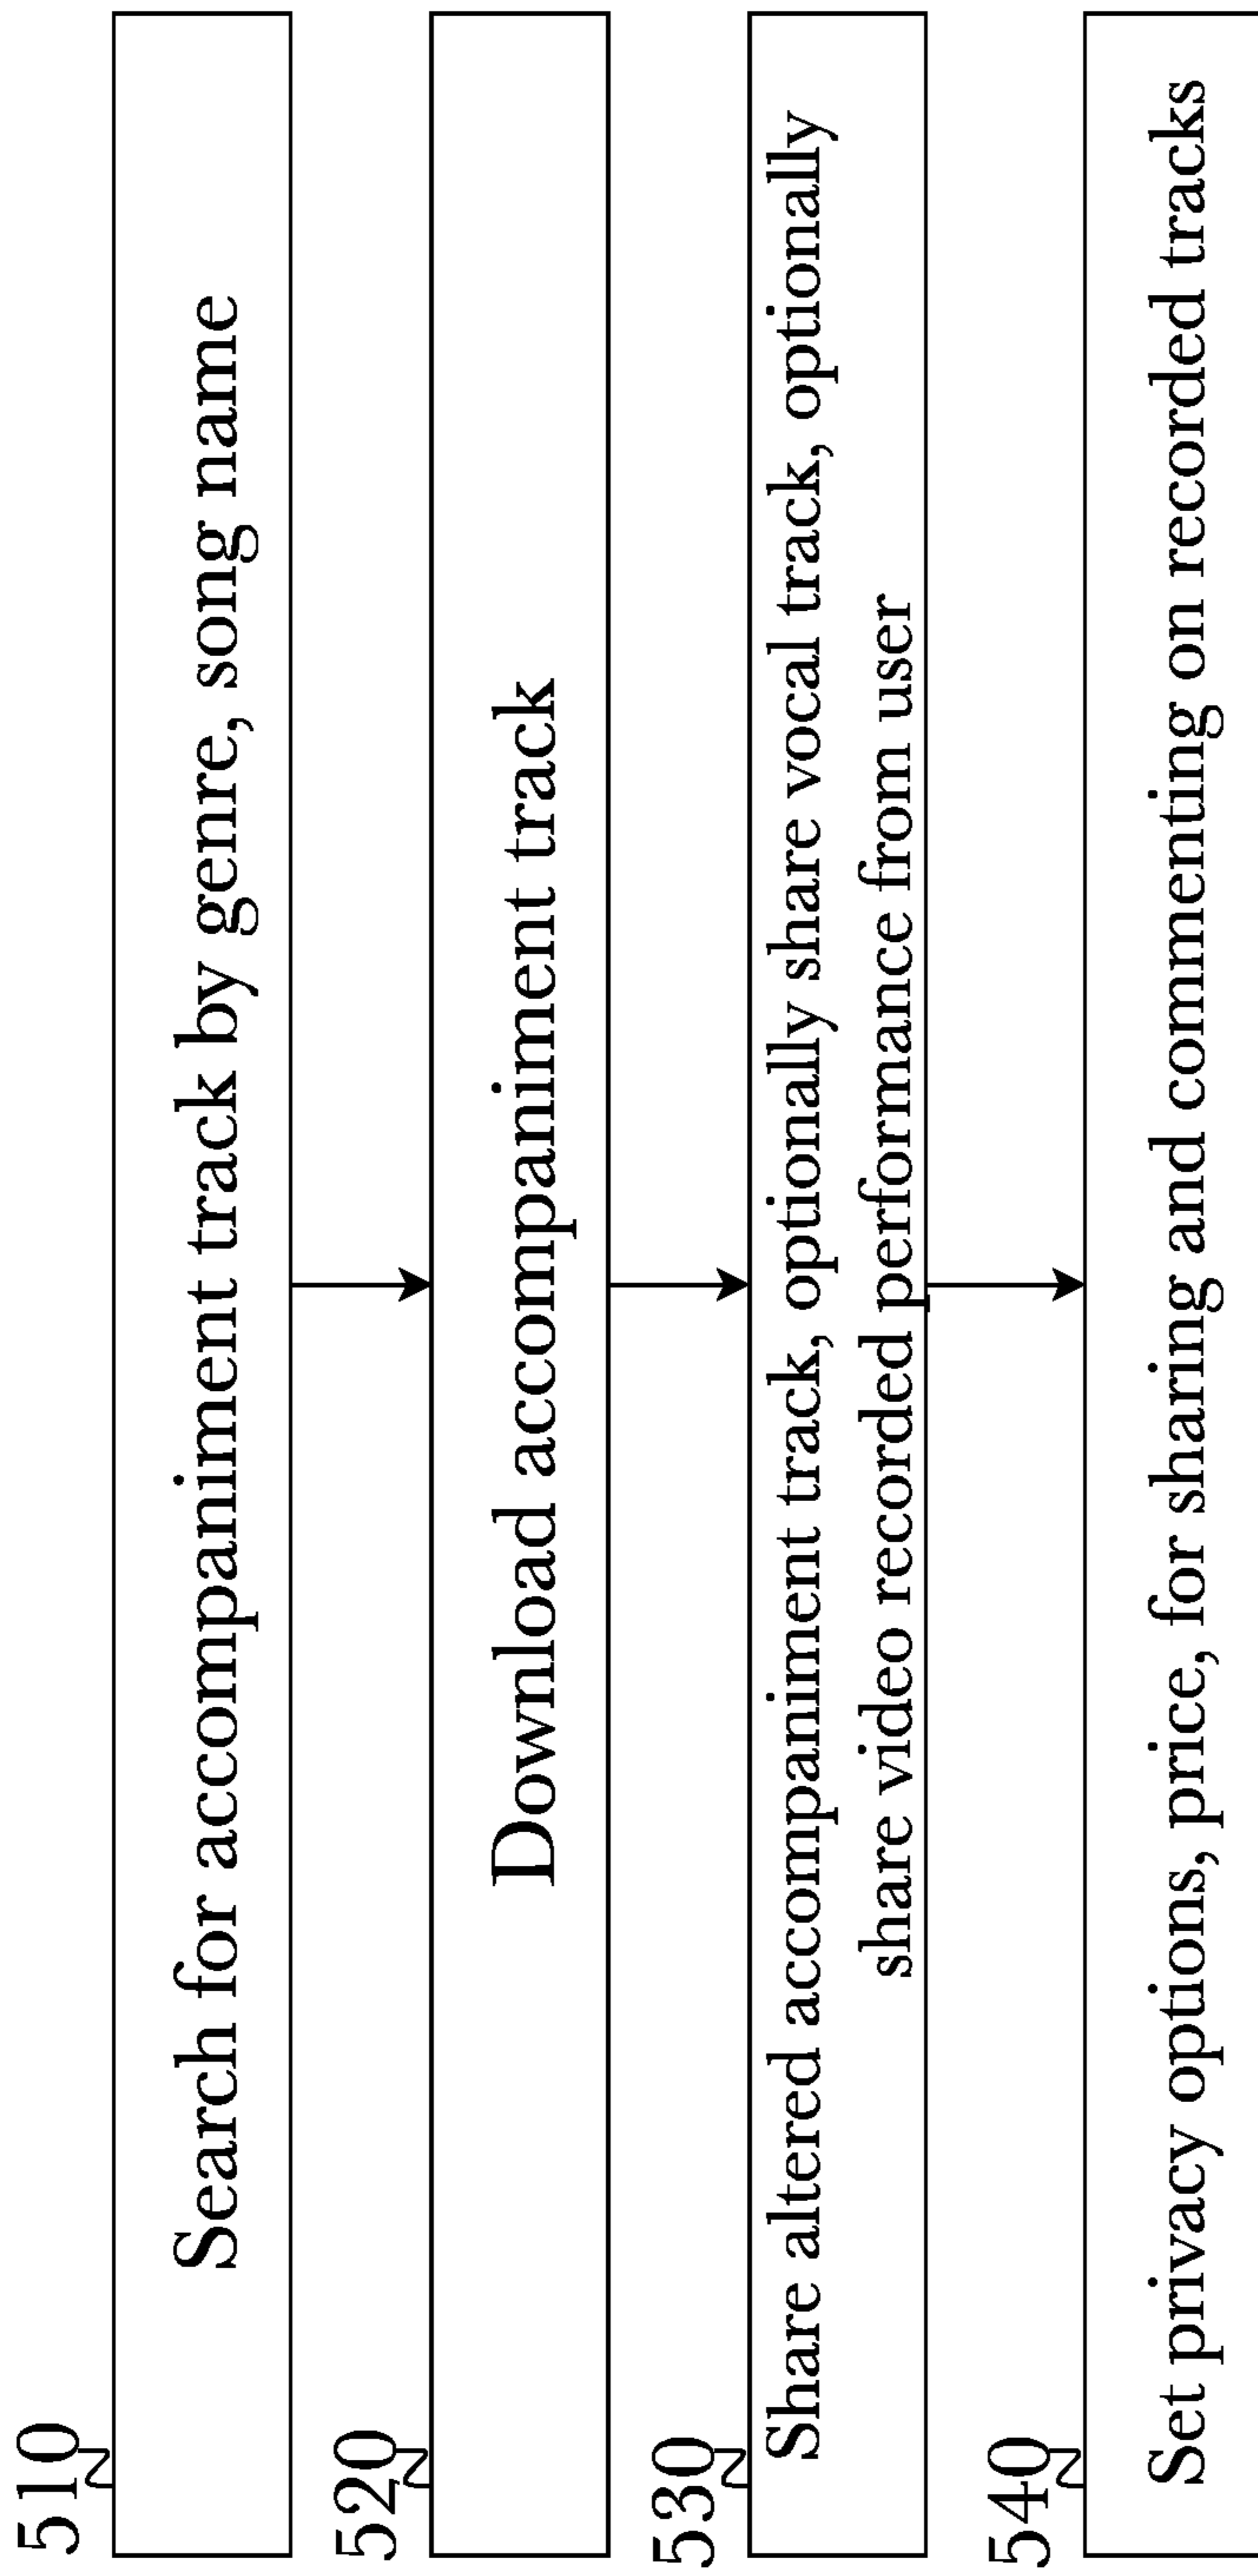 510
Search for accompaniment track by genre, song name
520
Download accompaniment track
530
Share altered accompaniment track, optionally share vocal track, optionally
share video recorded performance from user
540
Set privacy options, price, for sharing and commenting on recorded tracks